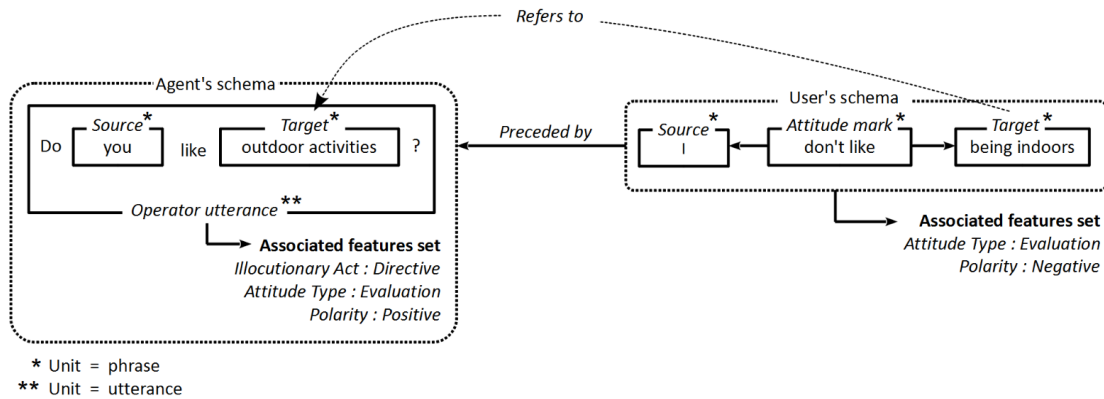 Refers to
Agent's schema
Source*
Target*
Do you like outdoor activities ?
Operator utterance**
Associated features set
Illocutionary Act : Directive
Attitude Type : Evaluation
Polarity : Positive
Preceded by
User's schema
Source*
Attitude mark*
Target*
I
don't like
being indoors
Associated features set
Attitude Type : Evaluation
Polarity : Negative
* Unit = phrase
** Unit = utterance